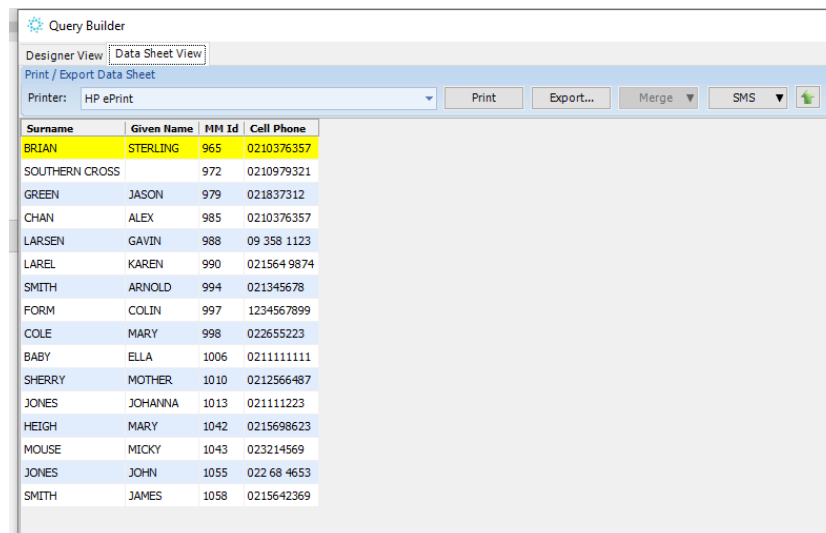 Query Builder
Designer View Data Sheet View
Print / Export Data Sheet
Printer: HP ePrint Print Export... Merge SMS
Surname Given Name MM Id Cell Phone
BRIAN STERLING 965 0210376357
SOUTHERN CROSS 972 0210979321
GREEN JASON 979 021837312
CHAN ALEX 985 0210376357
LARSEN GAVIN 988 09 358 1123
LAREL KAREN 990 021564 9874
SMITH ARNOLD 994 021345678
FORM COLIN 997 1234567899
COLE MARY 998 022655223
BABY ELLA 1006 0211111111
SHERRY MOTHER 1010 0212566487
JONES JOHANNA 1013 021111223
HEIGH MARY 1042 0215698623
MOUSE MICKY 1043 023214569
JONES JOHN 1055 022 68 4653
SMITH JAMES 1058 0215642369